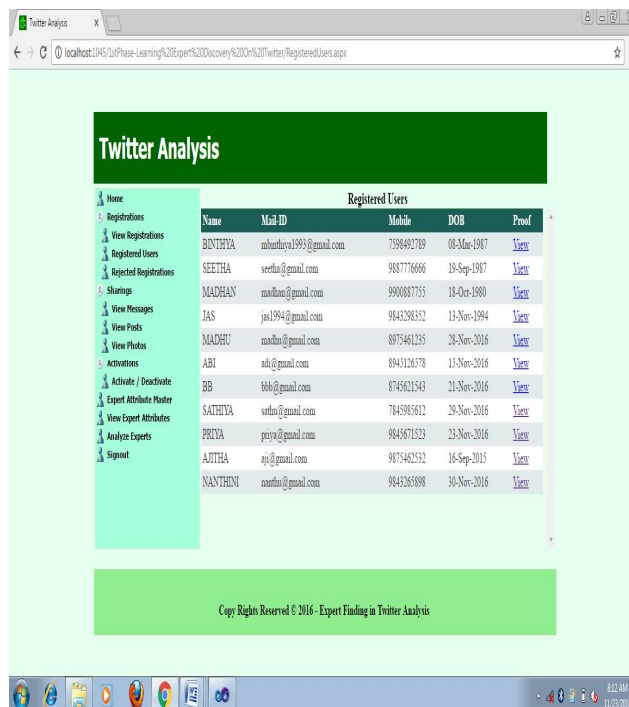 Twitter Analysis x
localhost:1045/1stPhase-Learning%20Expert%20Discovery%20On%20Twitter/RegisteredUsers.aspx
Twitter Analysis
Home
Registrations
View Registrations
Registered Users
Rejected Registrations
Sharings
View Messages
View Posts
View Photos
Activations
Activate / Deactivate
Expert Attribute Master
View Expert Attributes
Analyze Experts
Signout
Registered Users
Name Mail-ID Mobile DOB Proof
BINTHYA mbinthiya1993@gmail.com 7598492789 08-Mar-1987 View
SEETHA seetha@gmail.com 9887776666 19-Sep-1987 View
MADHAN madhan@gmail.com 9900887755 18-Oct-1980 View
JAS jas1994@gmail.com 9843298352 13-Nov-1994 View
MADHU madhu@gmail.com 8975461235 28-Nov-2016 View
ABI adi@gmail.com 8945126578 15-Nov-2016 View
BB bbb@gmail.com 8745621543 21-Nov-2016 View
SATHIYA sathu@gmail.com 7845985612 29-Nov-2016 View
PRIYA priya@gmail.com 9845671523 23-Nov-2016 View
AJITHA aji@gmail.com 9875462532 16-Sep-2015 View
NANTHINI nanthu@gmail.com 9843265898 30-Nov-2016 View
Copy Rights Reserved © 2016 - Expert Finding in Twitter Analysis
8:12 AM